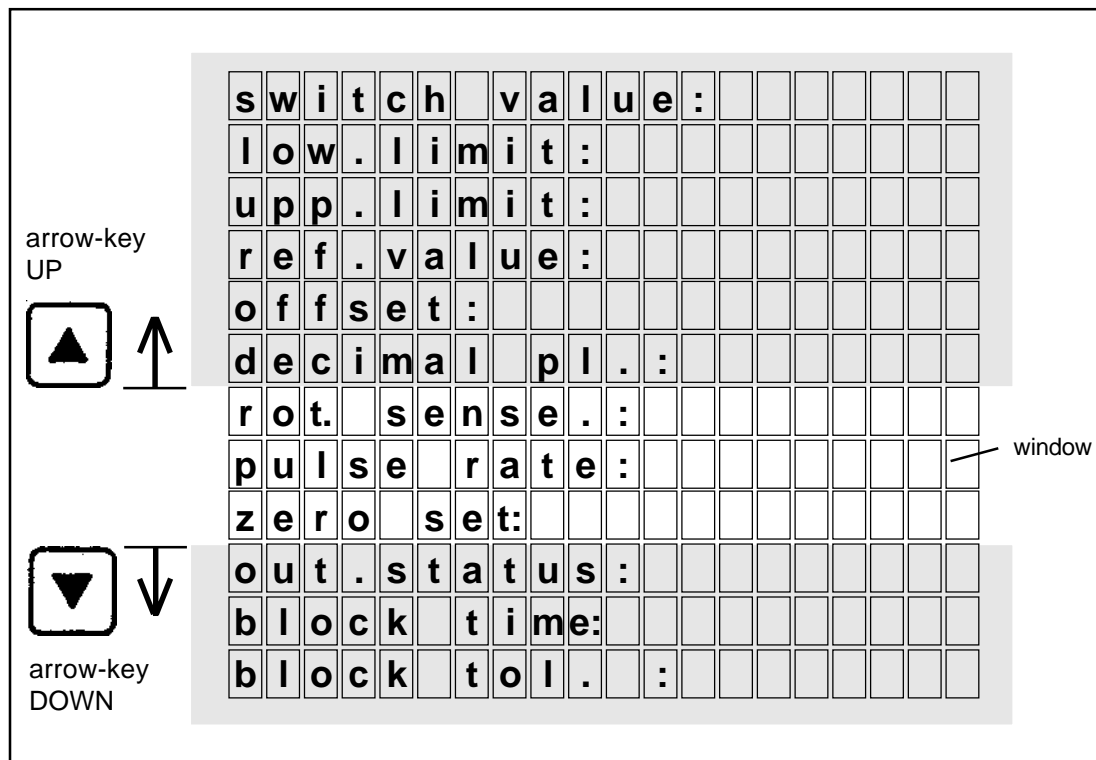 switch value:
low.limit:
upp.limit:
ref.value:
offset:
decimal pl.:
rot. sense.:
pulse rate:
zero set:
out.status:
block time:
block tol. :
arrow-key
UP
window
arrow-key
DOWN